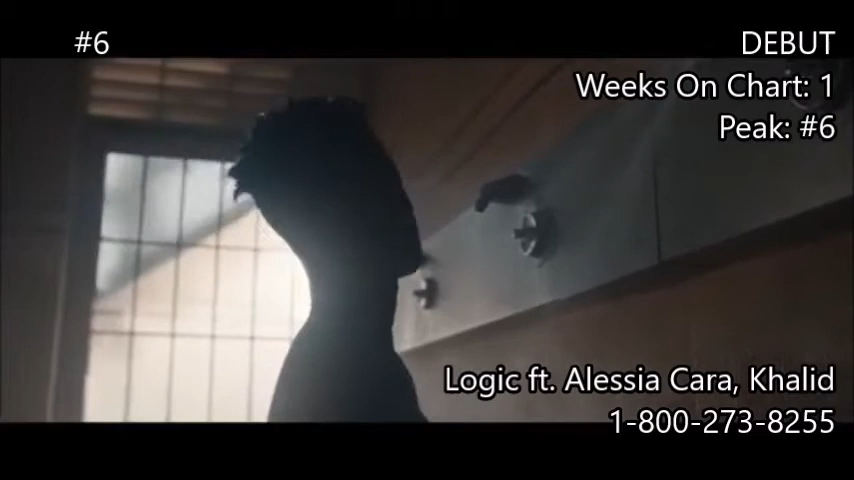 #6
DEBUT
Weeks On Chart: 1
Peak: #6
Logic ft. Alessia Cara, Khalid
1-800-273-8255